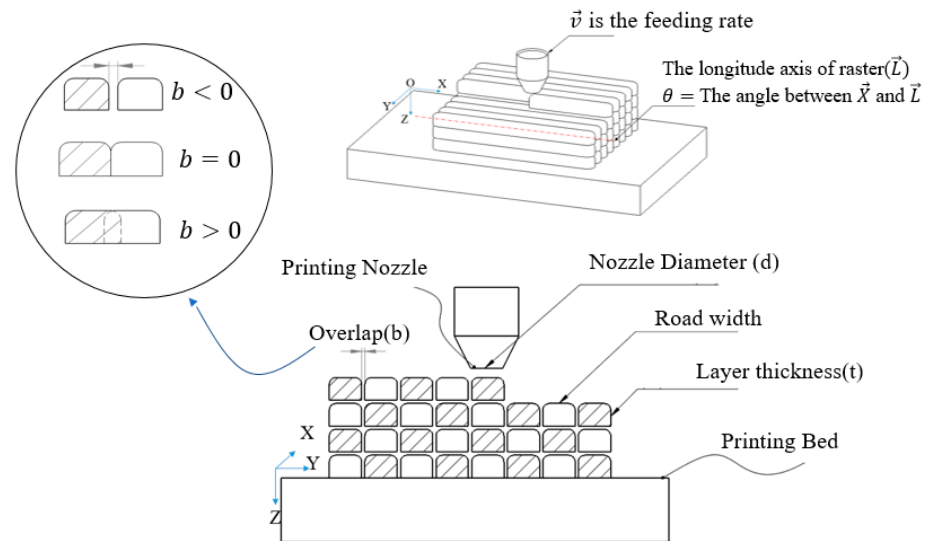 v⃗ is the feeding rate
The longitude axis of raster(L⃗)
θ = The angle between X⃗ and L⃗
O
X
Y
Z
b < 0
b = 0
b > 0
Printing Nozzle
Nozzle Diameter (d)
Overlap(b)
Road width
Layer thickness(t)
Printing Bed
X
Y
Z